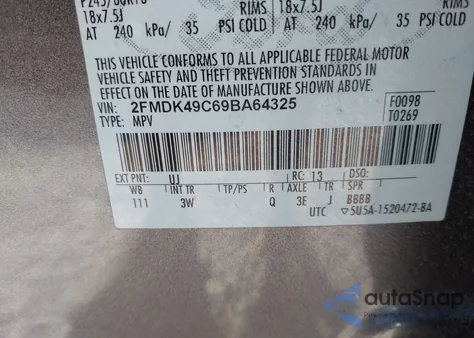 RIMS RIMS
18x7.5J 18x7.5J
AT 240 kPa/ 35 PSI COLD AT 240 kPa/ 35 PSI COLD
THIS VEHICLE CONFORMS TO ALL APPLICABLE FEDERAL MOTOR
VEHICLE SAFETY AND THEFT PREVENTION STANDARDS IN
EFFECT ON THE DATE OF MANUFACTURE SHOWN ABOVE.
VIN: 2FMDK49C69BA64325 F0098
TYPE: MPV T0269
EXT PNT: UJ RC: 13 DSO:
WB INT TR TP/PS R AXLE TR SPR
111 3W Q 3E J BBBB
UTC ▽5U5A-1520472-BA
autoSnap